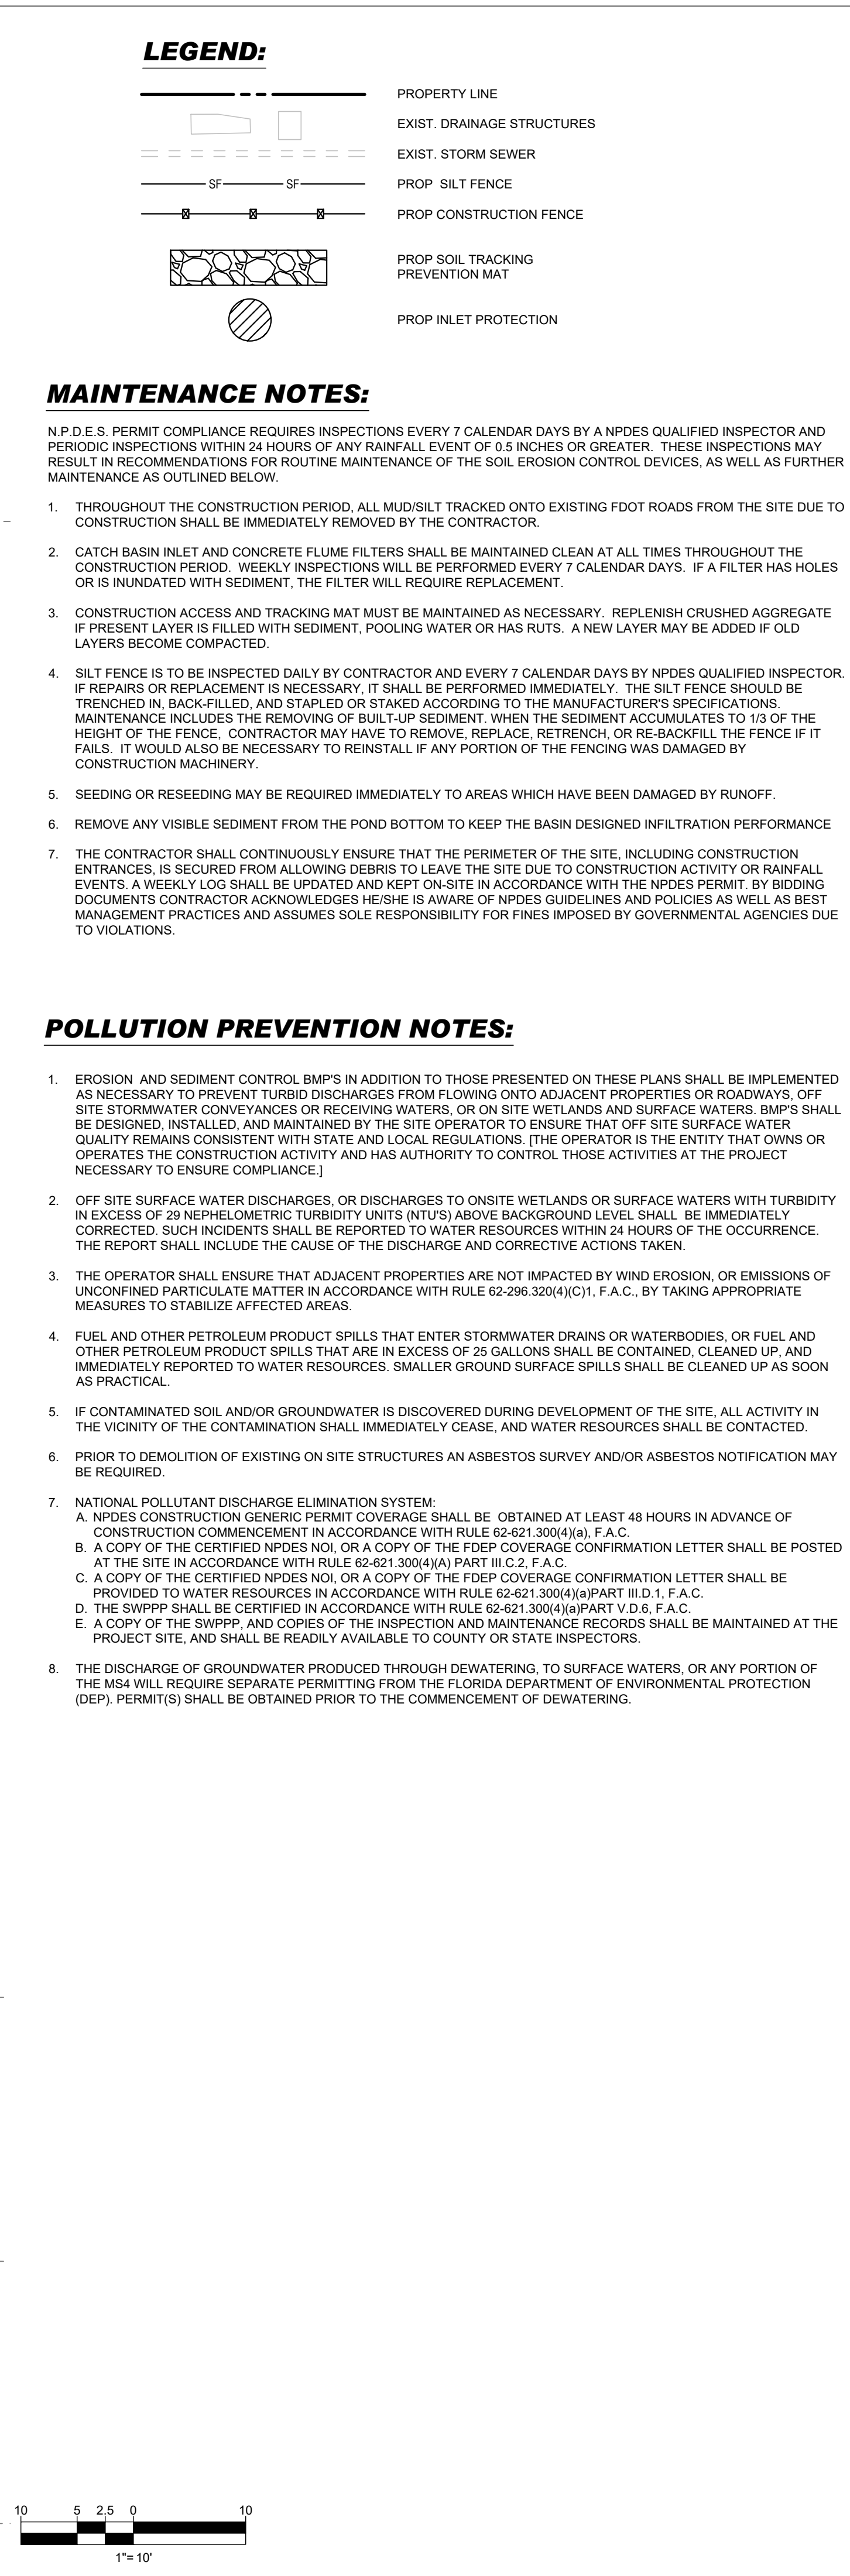 LEGEND:
PROPERTY LINE
EXIST. DRAINAGE STRUCTURES
EXIST. STORM SEWER
SF SF PROP SILT FENCE
PROP CONSTRUCTION FENCE
PROP SOIL TRACKING
PREVENTION MAT
PROP INLET PROTECTION
MAINTENANCE NOTES:
N.P.D.E.S. PERMIT COMPLIANCE REQUIRES INSPECTIONS EVERY 7 CALENDAR DAYS BY A NPDES QUALIFIED INSPECTOR AND
PERIODIC INSPECTIONS WITHIN 24 HOURS OF ANY RAINFALL EVENT OF 0.5 INCHES OR GREATER. THESE INSPECTIONS MAY
RESULT IN RECOMMENDATIONS FOR ROUTINE MAINTENANCE OF THE SOIL EROSION CONTROL DEVICES, AS WELL AS FURTHER
MAINTENANCE AS OUTLINED BELOW.
1. THROUGHOUT THE CONSTRUCTION PERIOD, ALL MUD/SILT TRACKED ONTO EXISTING FDOT ROADS FROM THE SITE DUE TO
CONSTRUCTION SHALL BE IMMEDIATELY REMOVED BY THE CONTRACTOR.
2. CATCH BASIN INLET AND CONCRETE FLUME FILTERS SHALL BE MAINTAINED CLEAN AT ALL TIMES THROUGHOUT THE
CONSTRUCTION PERIOD. WEEKLY INSPECTIONS WILL BE PERFORMED EVERY 7 CALENDAR DAYS. IF A FILTER HAS HOLES
OR IS INUNDATED WITH SEDIMENT, THE FILTER WILL REQUIRE REPLACEMENT.
3. CONSTRUCTION ACCESS AND TRACKING MAT MUST BE MAINTAINED AS NECESSARY. REPLENISH CRUSHED AGGREGATE
IF PRESENT LAYER IS FILLED WITH SEDIMENT, POOLING WATER OR HAS RUTS. A NEW LAYER MAY BE ADDED IF OLD
LAYERS BECOME COMPACTED.
4. SILT FENCE IS TO BE INSPECTED DAILY BY CONTRACTOR AND EVERY 7 CALENDAR DAYS BY NPDES QUALIFIED INSPECTOR.
IF REPAIRS OR REPLACEMENT IS NECESSARY, IT SHALL BE PERFORMED IMMEDIATELY. THE SILT FENCE SHOULD BE
TRENCHED IN, BACK-FILLED, AND STAPLED OR STAKED ACCORDING TO THE MANUFACTURER'S SPECIFICATIONS.
MAINTENANCE INCLUDES THE REMOVING OF BUILT-UP SEDIMENT. WHEN THE SEDIMENT ACCUMULATES TO 1/3 OF THE
HEIGHT OF THE FENCE, CONTRACTOR MAY HAVE TO REMOVE, REPLACE, RETRENCH, OR RE-BACKFILL THE FENCE IF IT
FAILS. IT WOULD ALSO BE NECESSARY TO REINSTALL IF ANY PORTION OF THE FENCING WAS DAMAGED BY
CONSTRUCTION MACHINERY.
5. SEEDING OR RESEEDING MAY BE REQUIRED IMMEDIATELY TO AREAS WHICH HAVE BEEN DAMAGED BY RUNOFF.
6. REMOVE ANY VISIBLE SEDIMENT FROM THE POND BOTTOM TO KEEP THE BASIN DESIGNED INFILTRATION PERFORMANCE
7. THE CONTRACTOR SHALL CONTINUOUSLY ENSURE THAT THE PERIMETER OF THE SITE, INCLUDING CONSTRUCTION
ENTRANCES, IS SECURED FROM ALLOWING DEBRIS TO LEAVE THE SITE DUE TO CONSTRUCTION ACTIVITY OR RAINFALL
EVENTS. A WEEKLY LOG SHALL BE UPDATED AND KEPT ON-SITE IN ACCORDANCE WITH THE NPDES PERMIT. BY BIDDING
DOCUMENTS CONTRACTOR ACKNOWLEDGES HE/SHE IS AWARE OF NPDES GUIDELINES AND POLICIES AS WELL AS BEST
MANAGEMENT PRACTICES AND ASSUMES SOLE RESPONSIBILITY FOR FINES IMPOSED BY GOVERNMENTAL AGENCIES DUE
TO VIOLATIONS.
POLLUTION PREVENTION NOTES:
1. EROSION AND SEDIMENT CONTROL BMP'S IN ADDITION TO THOSE PRESENTED ON THESE PLANS SHALL BE IMPLEMENTED
AS NECESSARY TO PREVENT TURBID DISCHARGES FROM FLOWING ONTO ADJACENT PROPERTIES OR ROADWAYS, OFF
SITE STORMWATER CONVEYANCES OR RECEIVING WATERS, OR ON SITE WETLANDS AND SURFACE WATERS. BMP'S SHALL
BE DESIGNED, INSTALLED, AND MAINTAINED BY THE SITE OPERATOR TO ENSURE THAT OFF SITE SURFACE WATER
QUALITY REMAINS CONSISTENT WITH STATE AND LOCAL REGULATIONS. [THE OPERATOR IS THE ENTITY THAT OWNS OR
OPERATES THE CONSTRUCTION ACTIVITY AND HAS AUTHORITY TO CONTROL THOSE ACTIVITIES AT THE PROJECT
NECESSARY TO ENSURE COMPLIANCE.]
2. OFF SITE SURFACE WATER DISCHARGES, OR DISCHARGES TO ONSITE WETLANDS OR SURFACE WATERS WITH TURBIDITY
IN EXCESS OF 29 NEPHELOMETRIC TURBIDITY UNITS (NTU'S) ABOVE BACKGROUND LEVEL SHALL BE IMMEDIATELY
CORRECTED. SUCH INCIDENTS SHALL BE REPORTED TO WATER RESOURCES WITHIN 24 HOURS OF THE OCCURRENCE.
THE REPORT SHALL INCLUDE THE CAUSE OF THE DISCHARGE AND CORRECTIVE ACTIONS TAKEN.
3. THE OPERATOR SHALL ENSURE THAT ADJACENT PROPERTIES ARE NOT IMPACTED BY WIND EROSION, OR EMISSIONS OF
UNCONFINED PARTICULATE MATTER IN ACCORDANCE WITH RULE 62-296.320(4)(C)1, F.A.C., BY TAKING APPROPRIATE
MEASURES TO STABILIZE AFFECTED AREAS.
4. FUEL AND OTHER PETROLEUM PRODUCT SPILLS THAT ENTER STORMWATER DRAINS OR WATERBODIES, OR FUEL AND
OTHER PETROLEUM PRODUCT SPILLS THAT ARE IN EXCESS OF 25 GALLONS SHALL BE CONTAINED, CLEANED UP, AND
IMMEDIATELY REPORTED TO WATER RESOURCES. SMALLER GROUND SURFACE SPILLS SHALL BE CLEANED UP AS SOON
AS PRACTICAL.
5. IF CONTAMINATED SOIL AND/OR GROUNDWATER IS DISCOVERED DURING DEVELOPMENT OF THE SITE, ALL ACTIVITY IN
THE VICINITY OF THE CONTAMINATION SHALL IMMEDIATELY CEASE, AND WATER RESOURCES SHALL BE CONTACTED.
6. PRIOR TO DEMOLITION OF EXISTING ON SITE STRUCTURES AN ASBESTOS SURVEY AND/OR ASBESTOS NOTIFICATION MAY
BE REQUIRED.
7. NATIONAL POLLUTANT DISCHARGE ELIMINATION SYSTEM:
A. NPDES CONSTRUCTION GENERIC PERMIT COVERAGE SHALL BE OBTAINED AT LEAST 48 HOURS IN ADVANCE OF
CONSTRUCTION COMMENCEMENT IN ACCORDANCE WITH RULE 62-621.300(4)(a), F.A.C.
B. A COPY OF THE CERTIFIED NPDES NOI, OR A COPY OF THE FDEP COVERAGE CONFIRMATION LETTER SHALL BE POSTED
AT THE SITE IN ACCORDANCE WITH RULE 62-621.300(4)(A) PART III.C.2, F.A.C.
C. A COPY OF THE CERTIFIED NPDES NOI, OR A COPY OF THE FDEP COVERAGE CONFIRMATION LETTER SHALL BE
PROVIDED TO WATER RESOURCES IN ACCORDANCE WITH RULE 62-621.300(4)(a)PART III.D.1, F.A.C.
D. THE SWPPP SHALL BE CERTIFIED IN ACCORDANCE WITH RULE 62-621.300(4)(a)PART V.D.6, F.A.C.
E. A COPY OF THE SWPPP, AND COPIES OF THE INSPECTION AND MAINTENANCE RECORDS SHALL BE MAINTAINED AT THE
PROJECT SITE, AND SHALL BE READILY AVAILABLE TO COUNTY OR STATE INSPECTORS.
8. THE DISCHARGE OF GROUNDWATER PRODUCED THROUGH DEWATERING, TO SURFACE WATERS, OR ANY PORTION OF
THE MS4 WILL REQUIRE SEPARATE PERMITTING FROM THE FLORIDA DEPARTMENT OF ENVIRONMENTAL PROTECTION
(DEP). PERMIT(S) SHALL BE OBTAINED PRIOR TO THE COMMENCEMENT OF DEWATERING.
10 5 2.5 0 10
1"= 10'